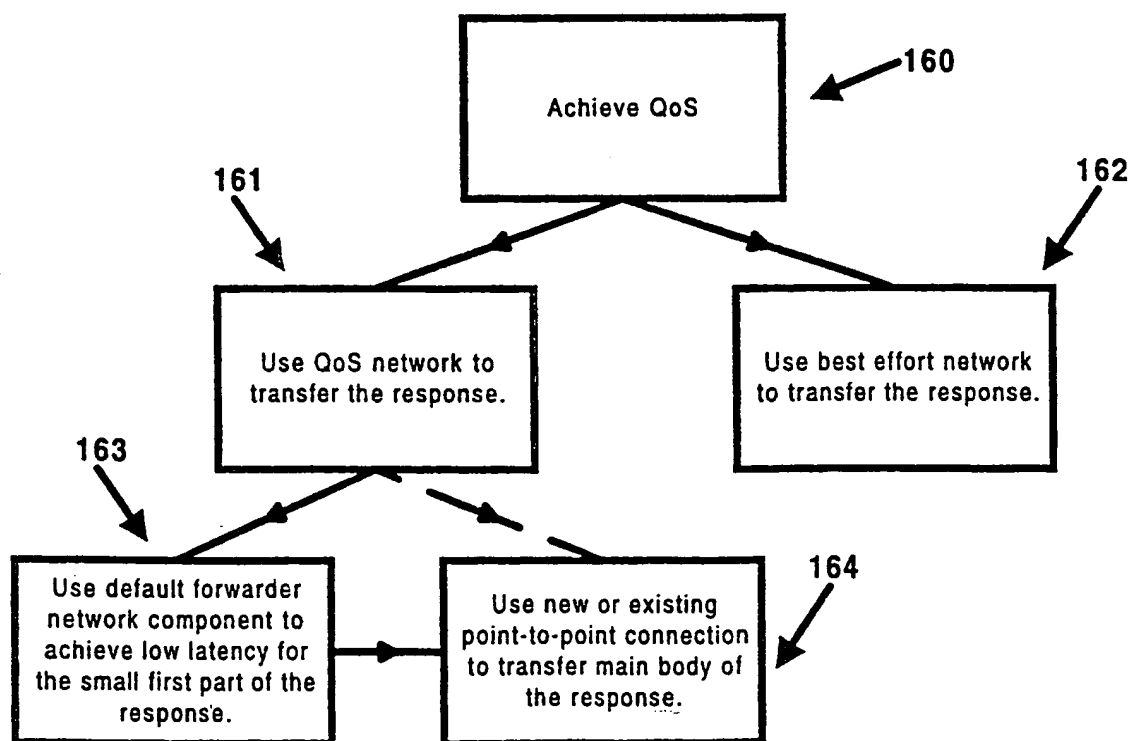 160
Achieve QoS
161
162
Use QoS network to
transfer the response.
Use best effort network
to transfer the response.
163
164
Use default forwarder
network component to
achieve low latency for
the small first part of the
response.
Use new or existing
point-to-point connection
to transfer main body of
the response.